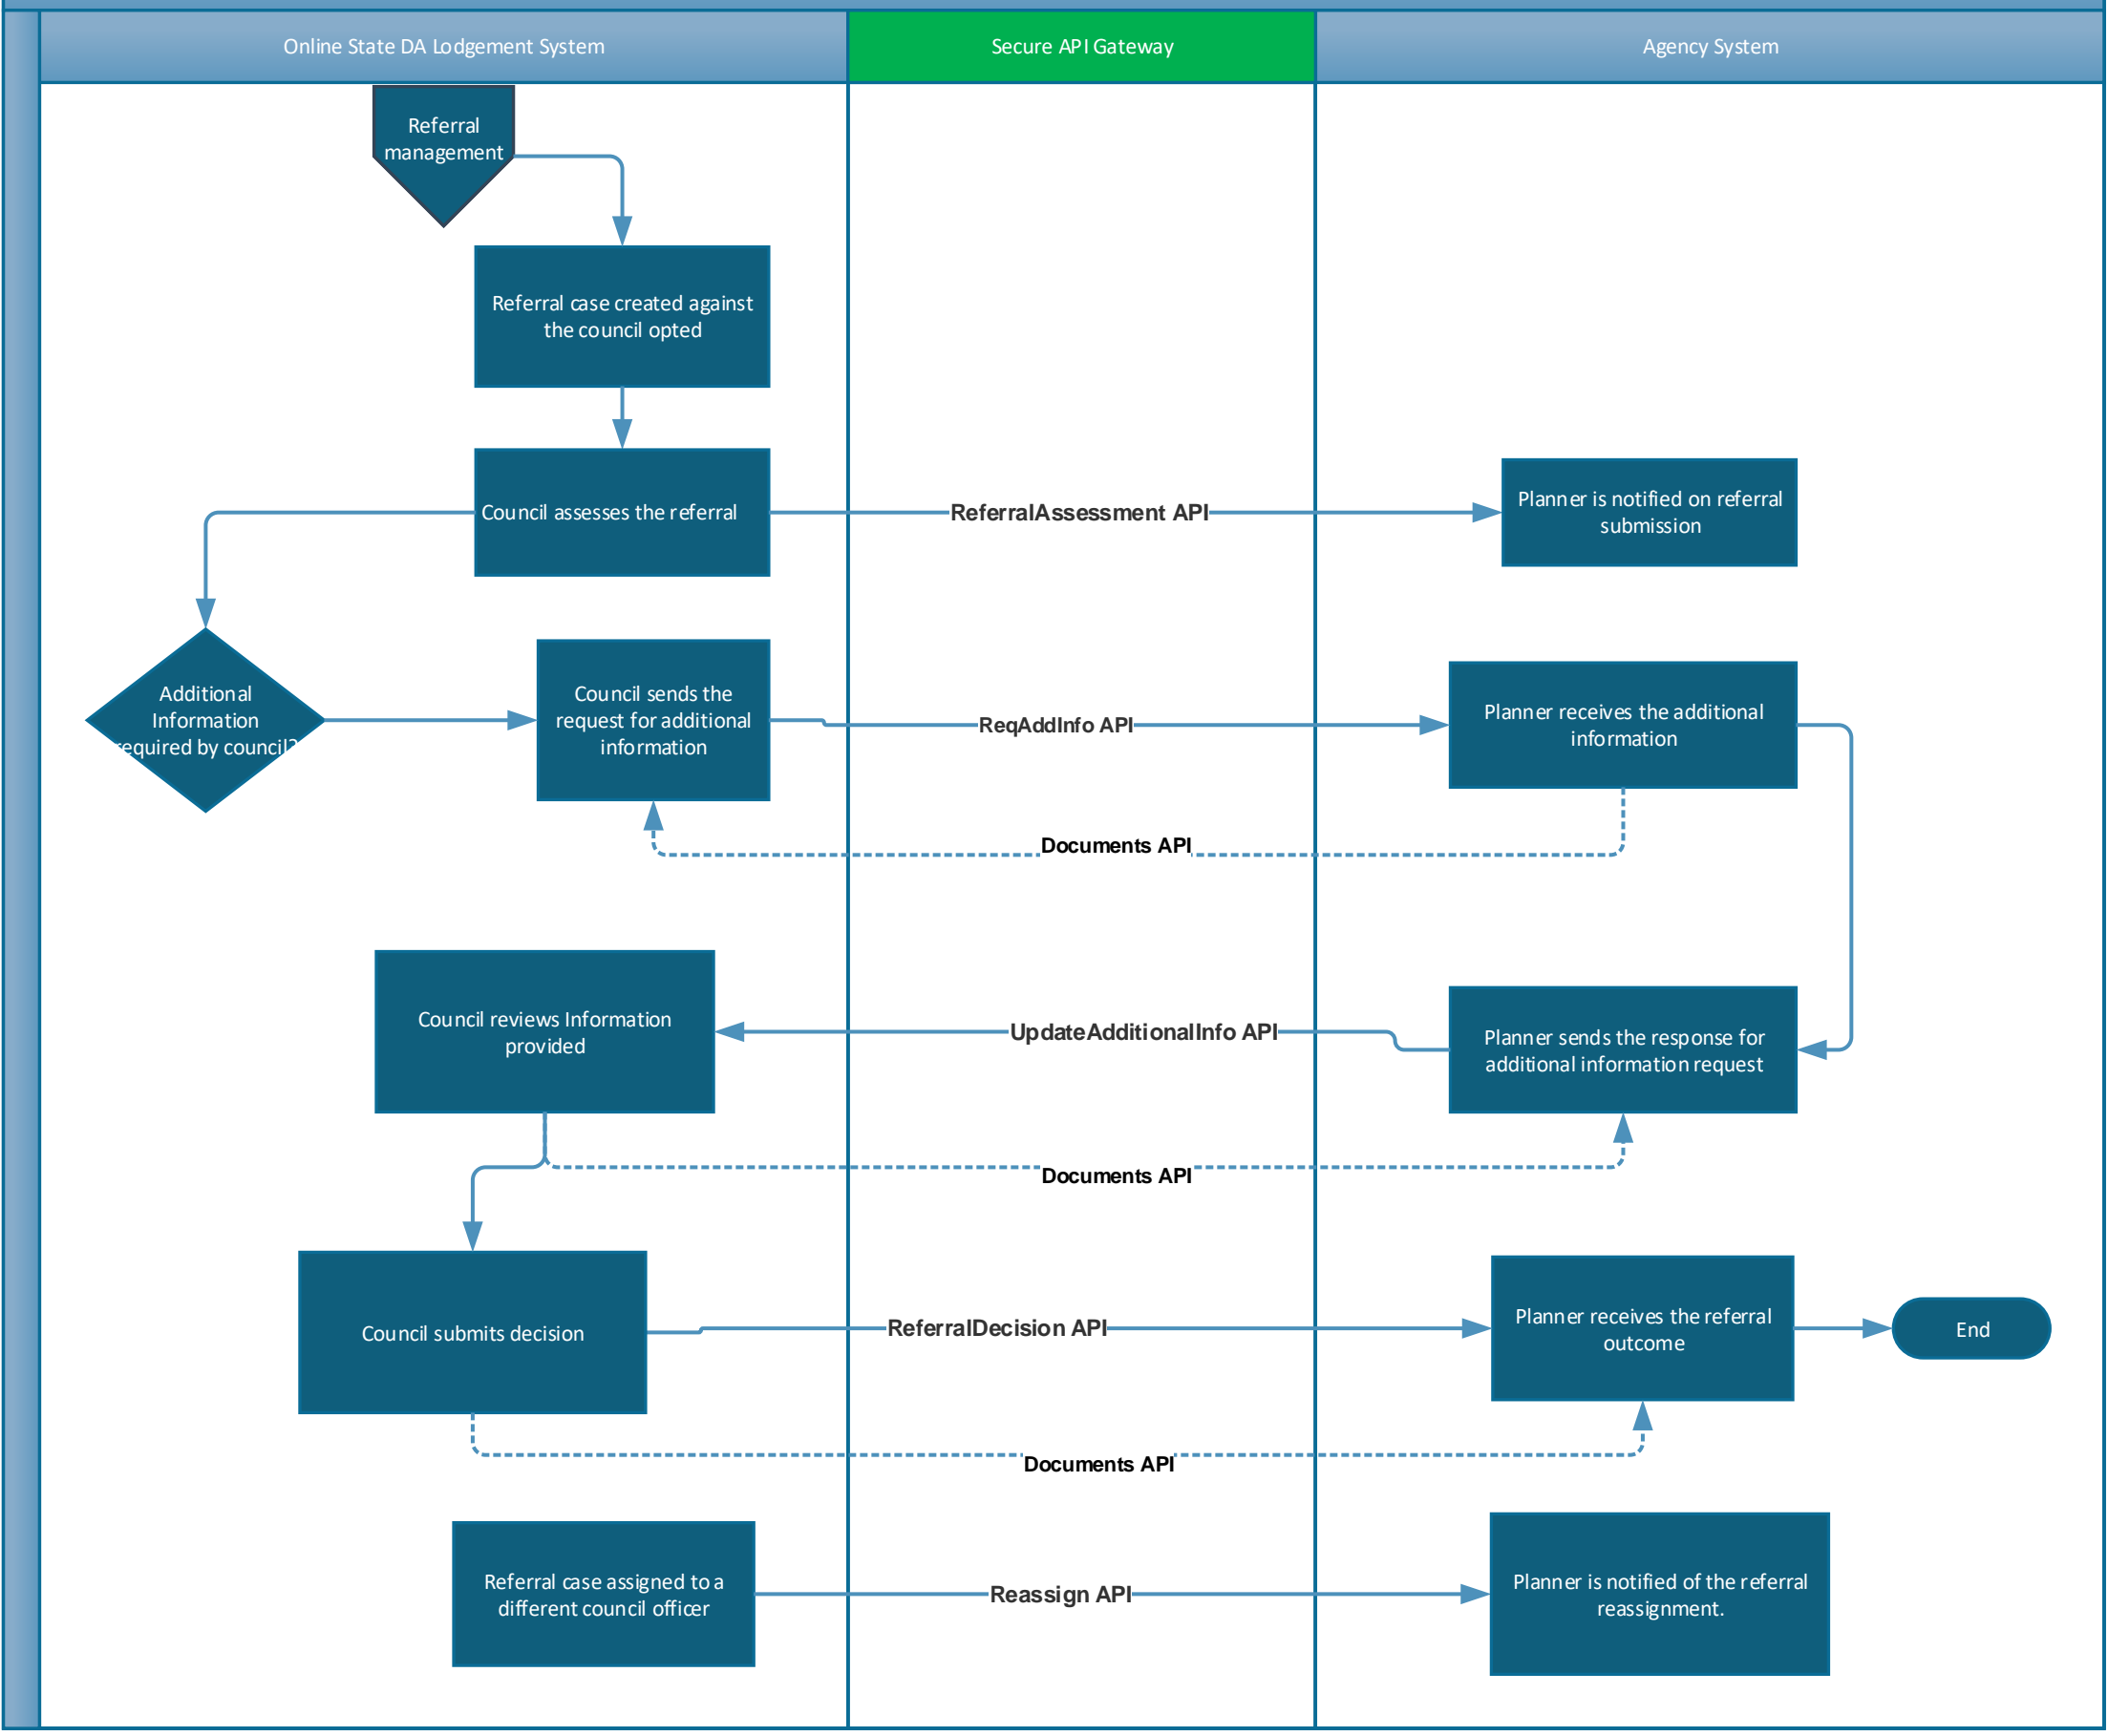 Online State DA Lodgement System
Secure API Gateway
Agency System
Referral
management
Referral case created against
the council opted
Council assesses the referral
ReferralAssessment API
Planner is notified on referral
submission
Additional
Information
required by council?
Council sends the
request for additional
information
ReqAddInfo API
Planner receives the additional
information
Documents API
Council reviews Information
provided
UpdateAdditionalInfo API
Planner sends the response for
additional information request
Documents API
Council submits decision
ReferralDecision API
Planner receives the referral
outcome
End
Documents API
Referral case assigned to a
different council officer
Reassign API
Planner is notified of the referral
reassignment.